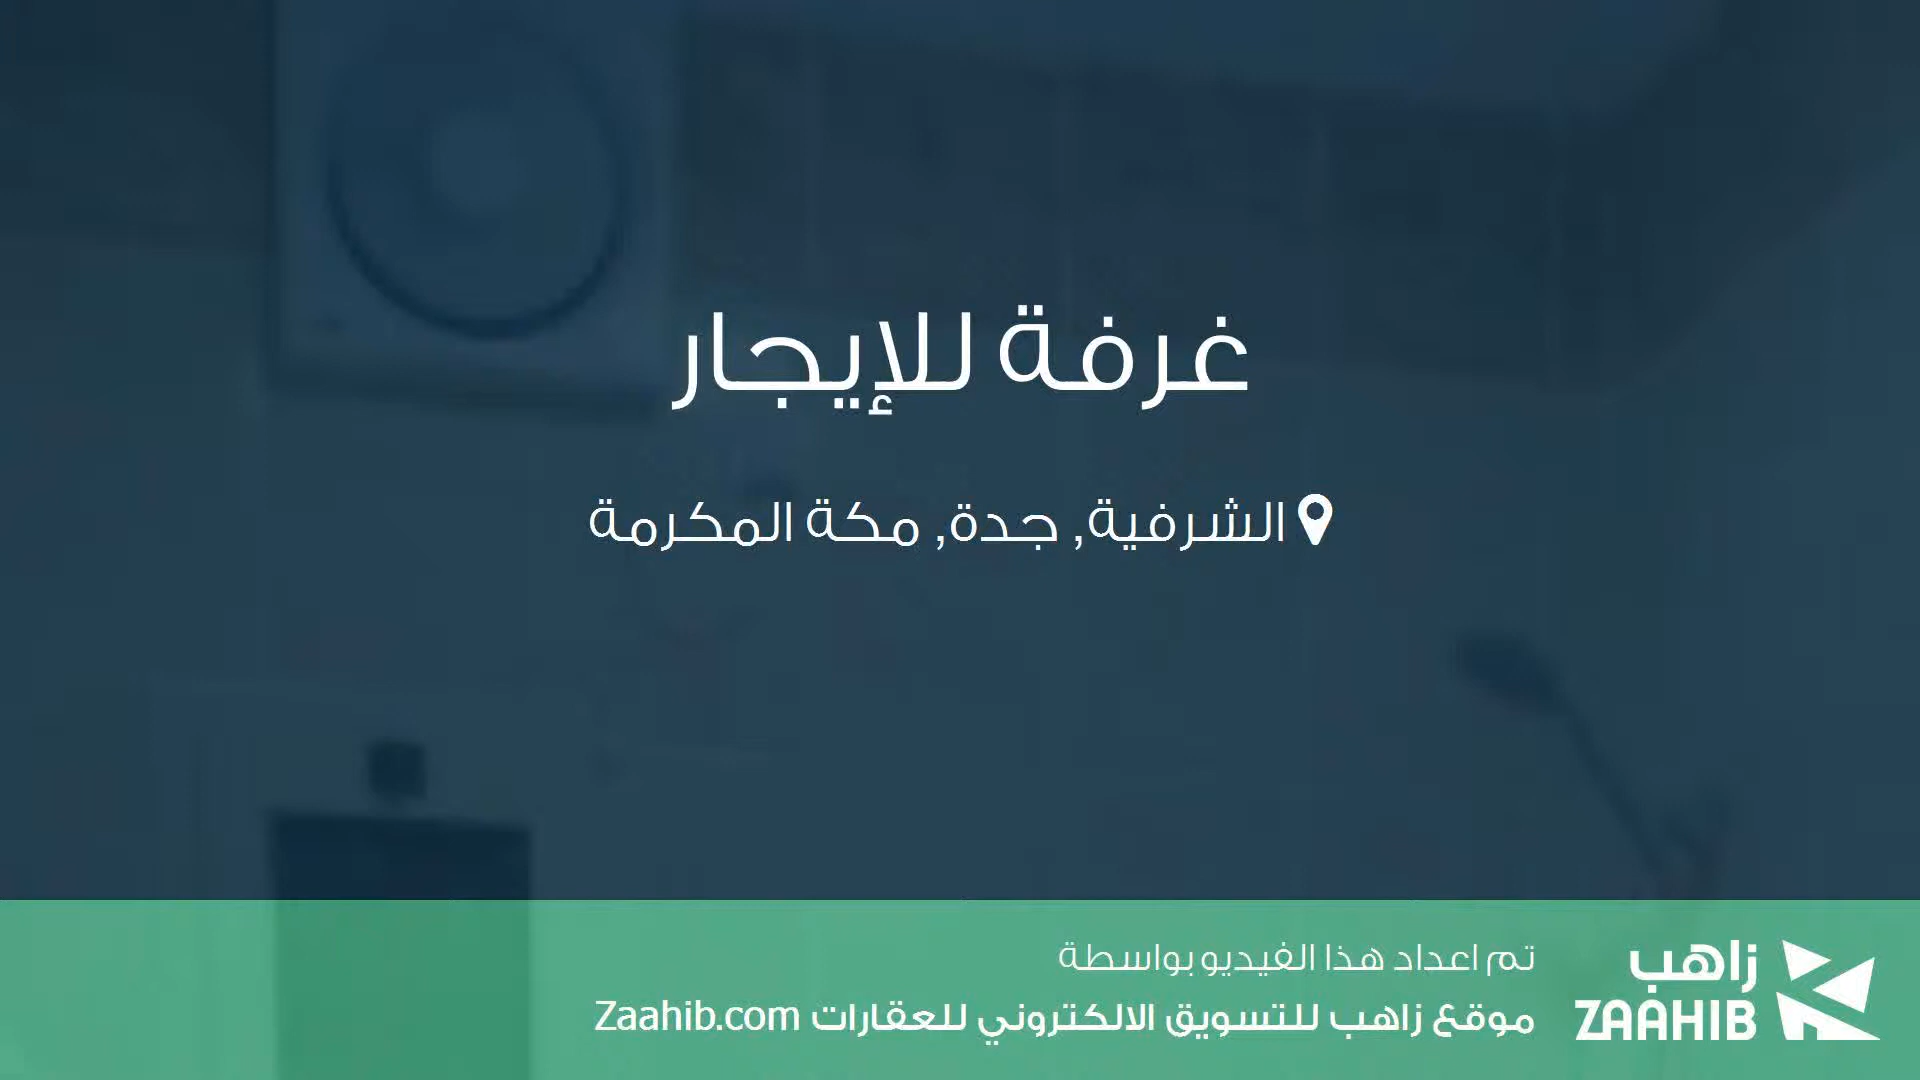 غرفة للإيجار
الشرفية, جدة, مكة المكرمة
تم اعداد هذا الفيديو بواسطة
موقع زاهب للتسويق الالكتروني للعقارات Zaahib.com
زاهب
ZAAHIB